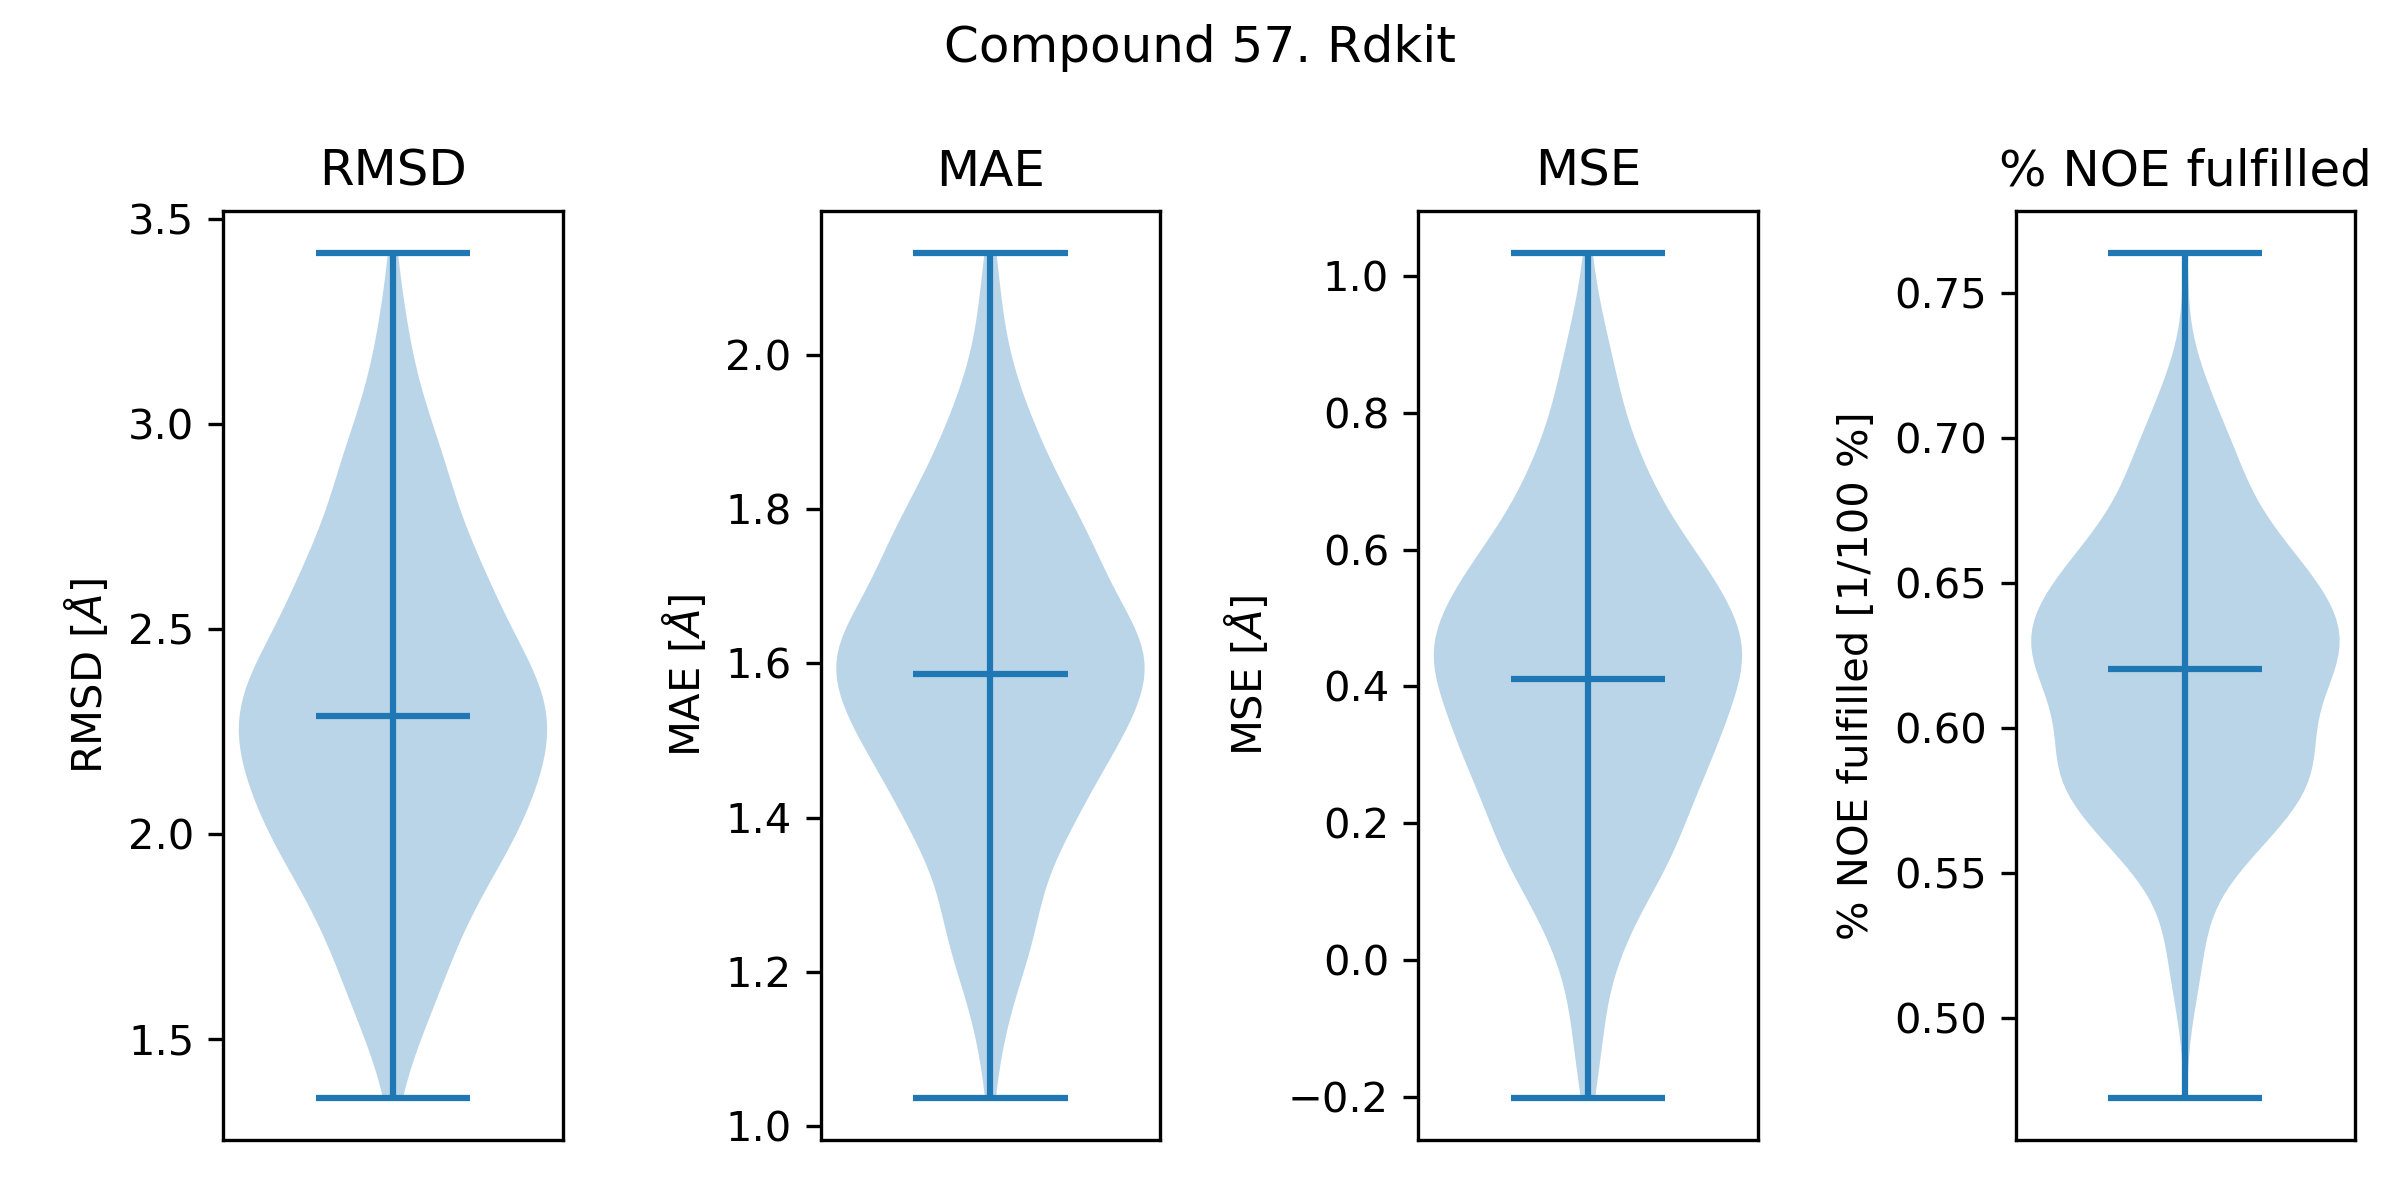 Compound 57. Rdkit
RMSD
RMSD [Å]
3.5
3.0
2.5
2.0
1.5
MAE
MAE [Å]
2.0
1.8
1.6
1.4
1.2
1.0
MSE
MSE [Å]
1.0
0.8
0.6
0.4
0.2
0.0
−0.2
% NOE fulfilled
% NOE fulfilled [1/100 %]
0.75
0.70
0.65
0.60
0.55
0.50